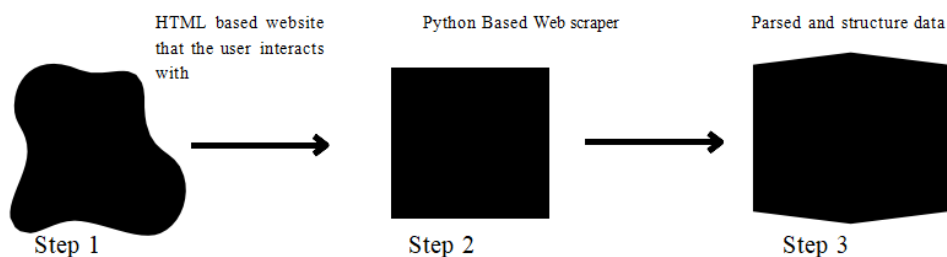 HTML based website
that the user interacts
with
Python Based Web scraper
Parsed and structure data
Step 1
Step 2
Step 3